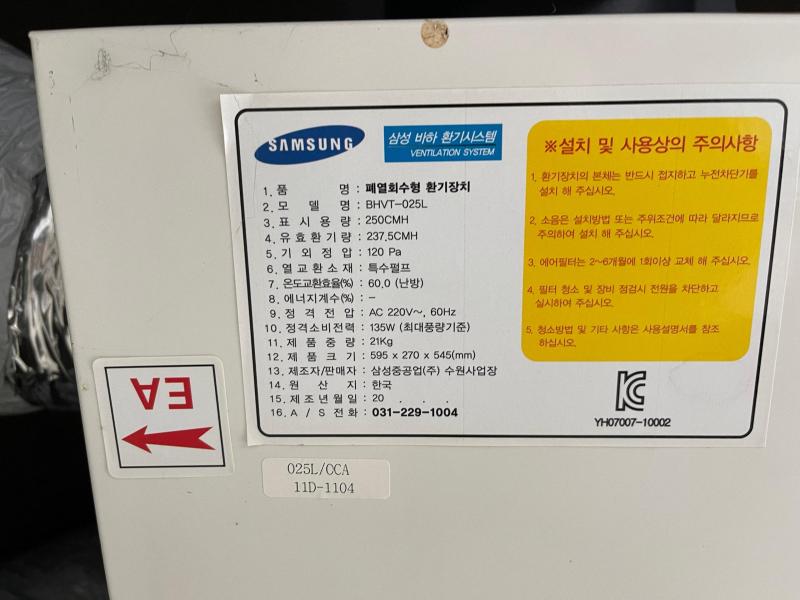 SAMSUNG
삼성 바하 환기시스템
VENTILATION SYSTEM
1. 품 명 : 폐열회수형 환기장치
2. 모 델 명 : BHVT-025L
3. 표 시 용 량 : 250CMH
4. 유 효 환 기 량 : 237.5CMH
5. 기 외 정 압 : 120 Pa
6. 열 교 환 소 재 : 특수펄프
7. 온도교환효율(%) : 60.0 (난방)
8. 에너지계수(%) : -
9. 정 격 전 압 : AC 220V~, 60Hz
10. 정격소비전력 : 135W (최대풍량기준)
11. 제 품 중 량 : 21Kg
12. 제 품 크 기 : 595 x 270 x 545(mm)
13. 제조자/판매자 : 삼성중공업(주) 수원사업장
14. 원 산 지 : 한국
15. 제조년월일 : 20 . . .
16. A / S 전화 : 031-229-1004
※설치 및 사용상의 주의사항
1. 환기장치의 본체는 반드시 접지하고 누전차단기를
설치 해 주십시오.
2. 소음은 설치방법 또는 주위조건에 따라 달라지므로
주의하여 설치 해 주십시오.
3. 에어필터는 2~6개월에 1회이상 교체 해 주십시오.
4. 필터 청소 및 장비 점검시 전원을 차단하고
실시하여 주십시오.
5. 청소방법 및 기타 사항은 사용설명서를 참조
하십시오.
YH07007-10002
EA
025L/OCA
11D-1104